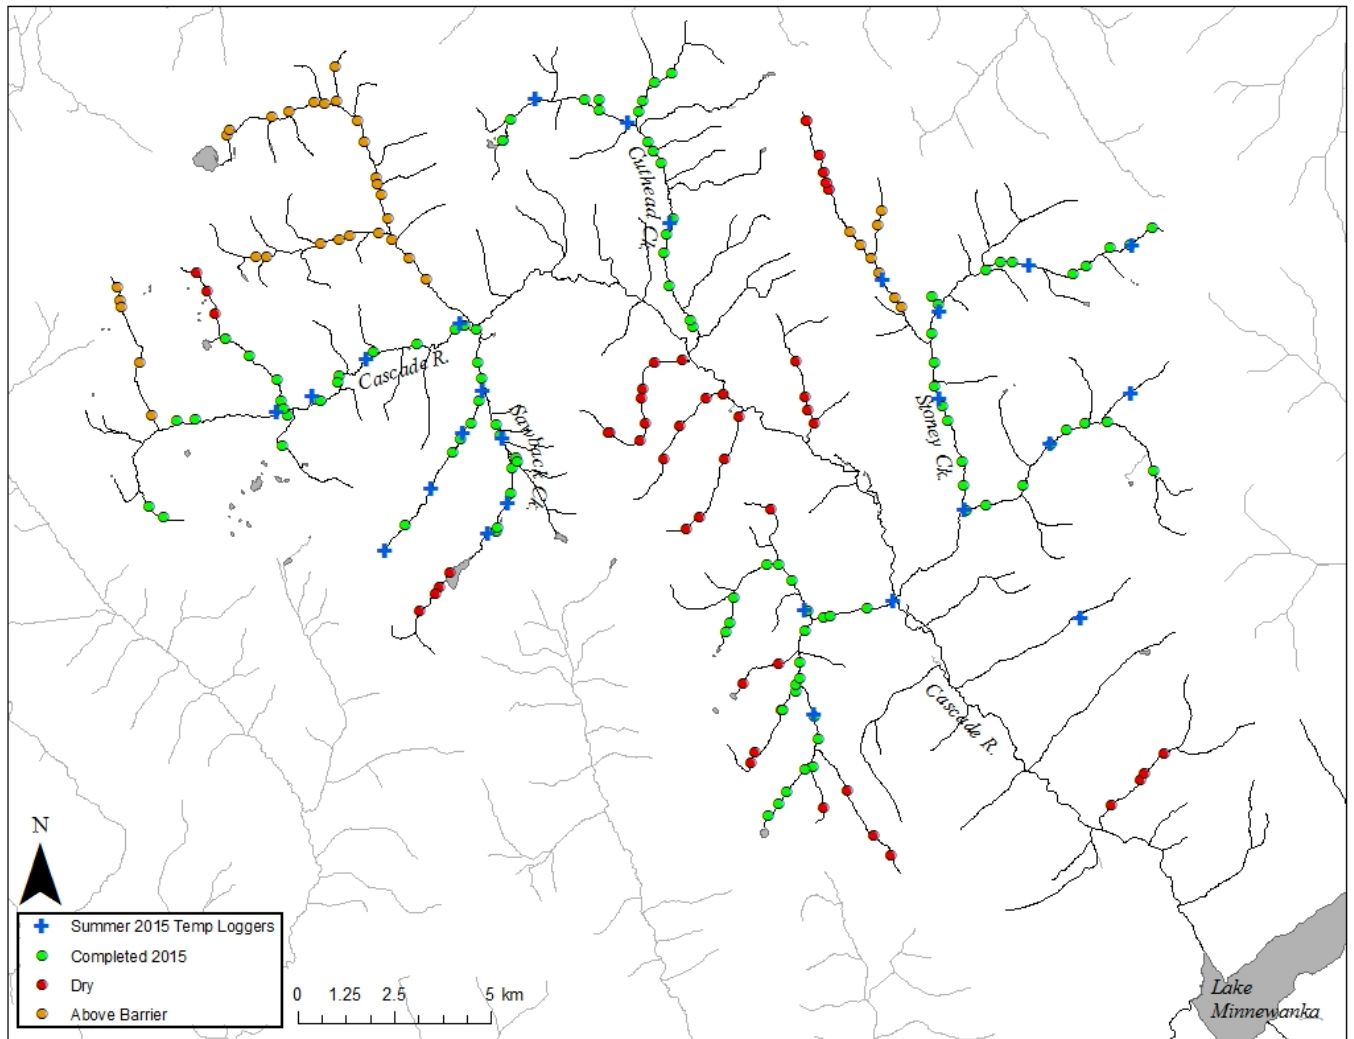 Cuthead Ck.
Cascade R.
Sawback Ck.
Stoney Ck.
Cascade R.
N
Summer 2015 Temp Loggers
Completed 2015
Dry
Above Barrier
0 1.25 2.5 5 km
Lake
Minnewanka